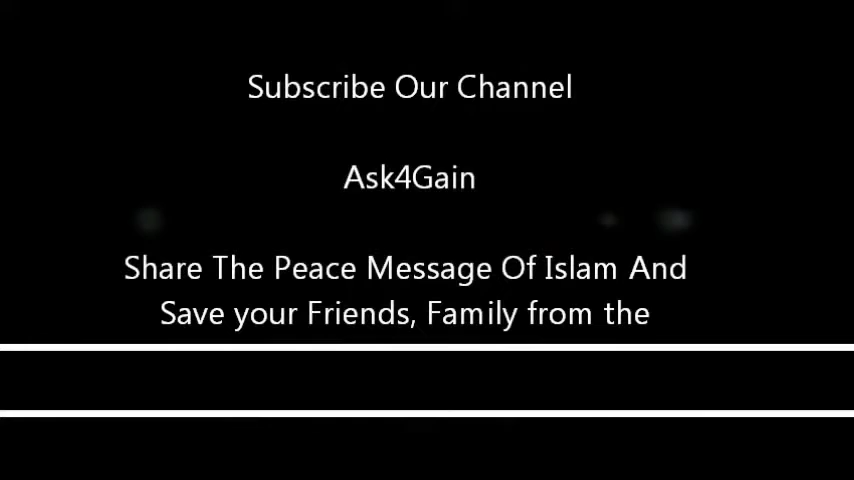 Subscribe Our Channel
Ask4Gain
Share The Peace Message Of Islam And
Save your Friends, Family from the